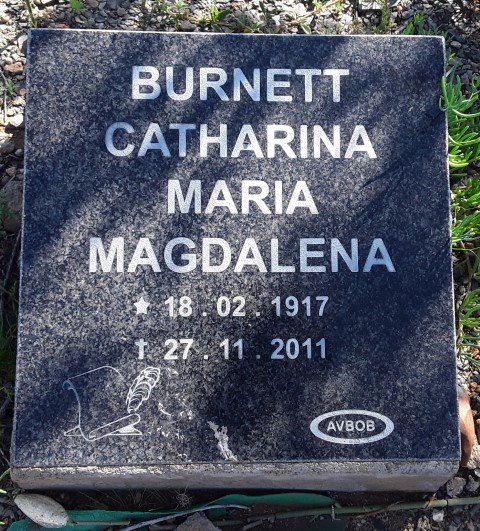 BURNETT
CATHARINA
MARIA
MAGDALENA
★ 18 . 02 . 1917
† 27 . 11 . 2011
AVBOB